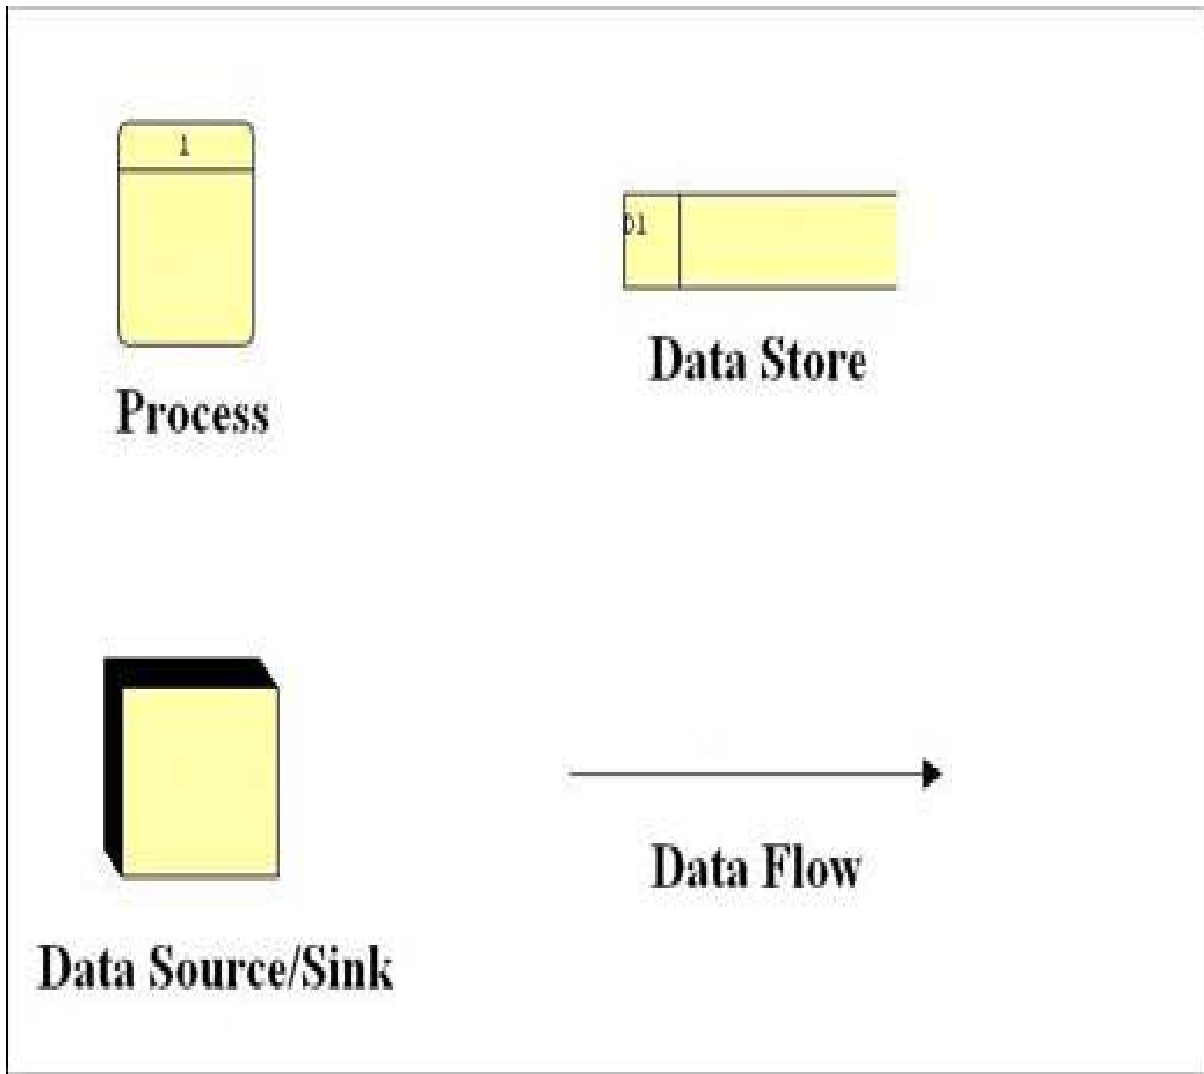 1
D1
Data Store
Process
Data Flow
Data Source/Sink